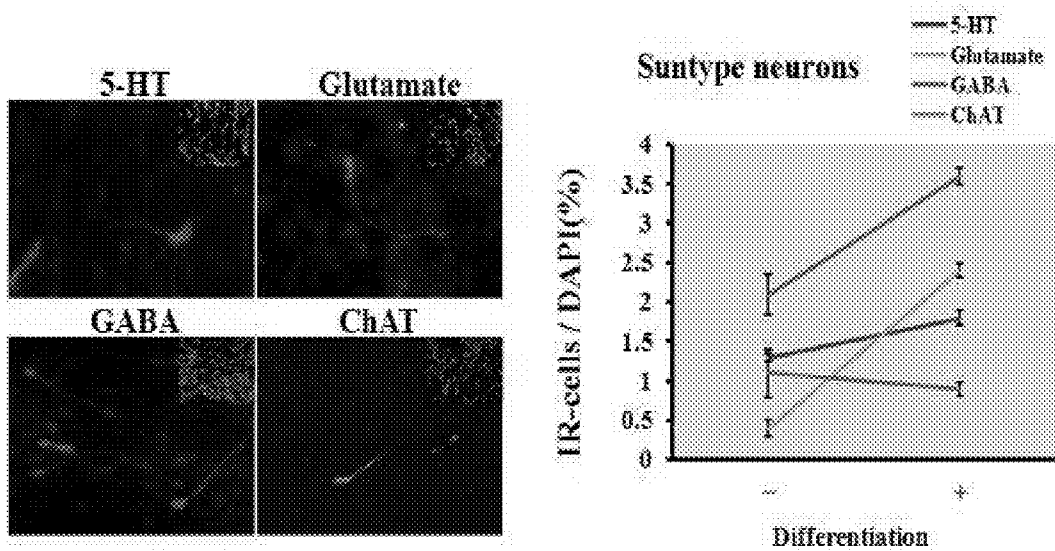 5-HT
Glutamate
GABA
ChAT
Suntype neurons
5-HT
Glutamate
GABA
ChAT
IR-cells / DAPI(%)
4
3.5
3
2.5
2
1.5
1
0.5
0
− +
Differentiation